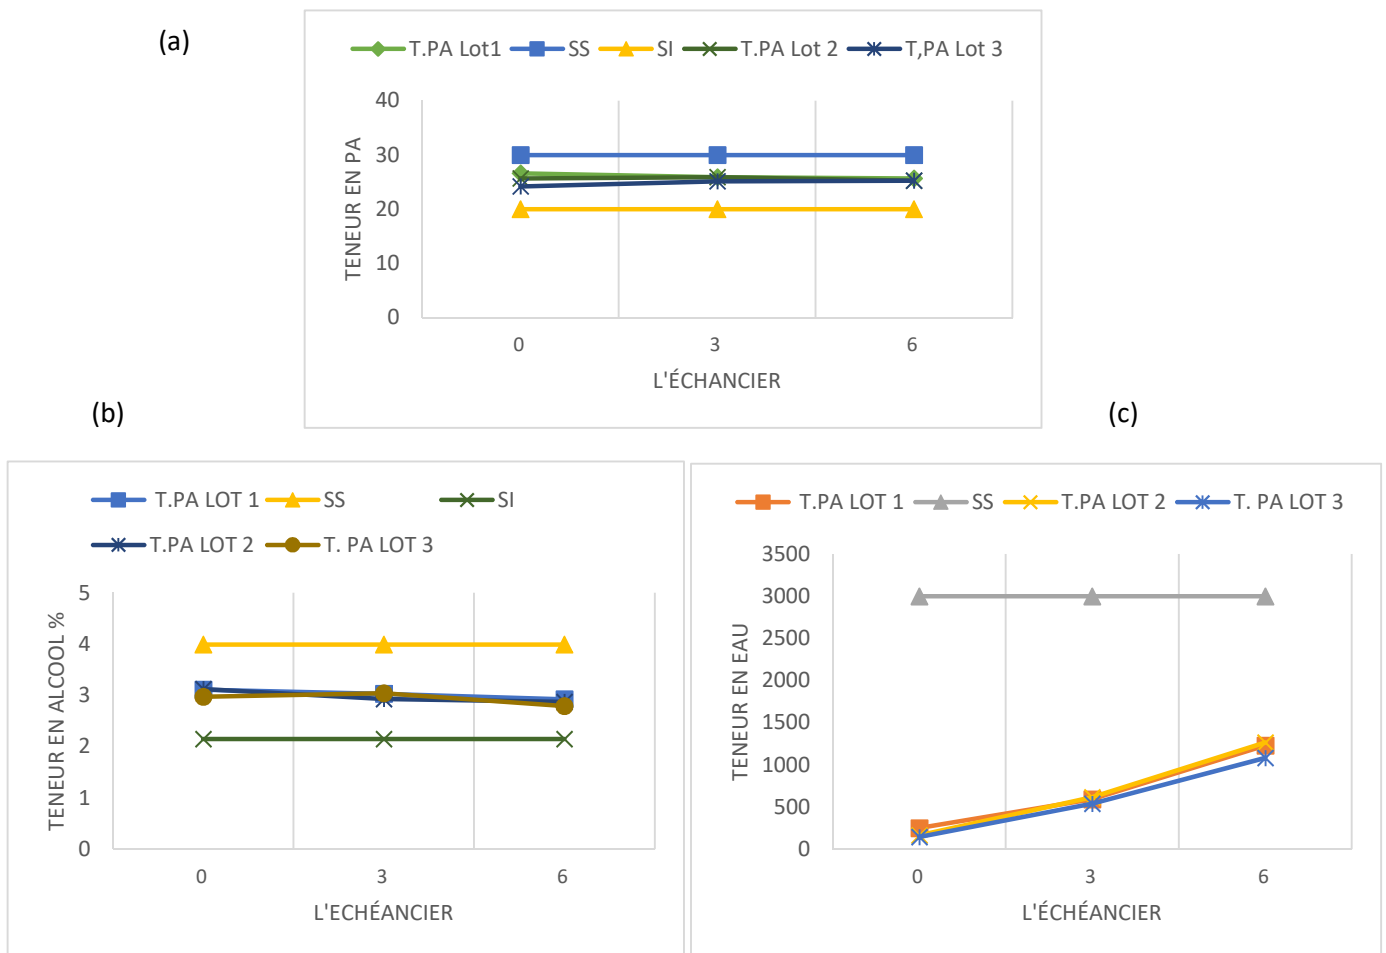 (a)
T.PA Lot1 SS SI T.PA Lot 2 T,PA Lot 3
40
30
20
10
0
TENEUR EN PA
0 3 6
L'ÉCHANCIER
(b)
T.PA LOT 1 SS SI
T.PA LOT 2 T. PA LOT 3
5
4
3
2
1
0
TENEUR EN ALCOOL %
0 3 6
L'ECHÉANCIER
(c)
T.PA LOT 1 SS T.PA LOT 2 T. PA LOT 3
3500
3000
2500
2000
1500
1000
500
0
TENEUR EN EAU
0 3 6
L'ÉCHÉANCIER